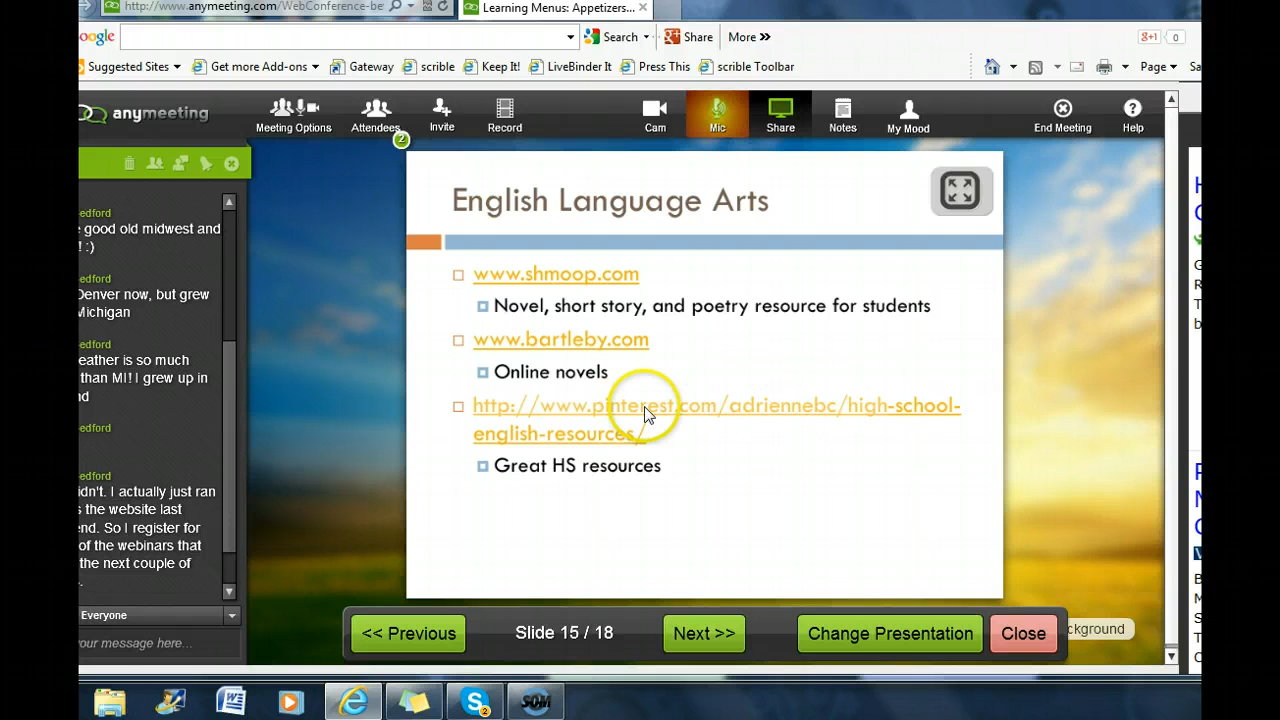 http://www.anymeeting.com/WebConference-be
Learning Menus: Appetizers...
oogle
Search
Share
More »
+1
0
Suggested Sites
Get more Add-ons
Gateway
scrible
Keep It!
LiveBinder It
Press This
scrible Toolbar
Page
anymeeting
Meeting Options
Attendees
2
Invite
Record
Cam
Mic
Share
Notes
My Mood
End Meeting
Help
edford
good old midwest and
! :)
edford
Denver now, but grew
Michigan
edford
eather is so much
than MI! I grew up in
nd
edford
edford
idn't. I actually just ran
s the website last
end. So I register for
of the webinars that
the next couple of
English Language Arts
www.shmoop.com
Novel, short story, and poetry resource for students
www.bartleby.com
Online novels
http://www.pinterest.com/adriennebc/high-school-
english-resources/
Great HS resources
Everyone
your message here...
<< Previous
Slide 15 / 18
Next >>
Change Presentation
Close
ckground
W
S
2
SOM